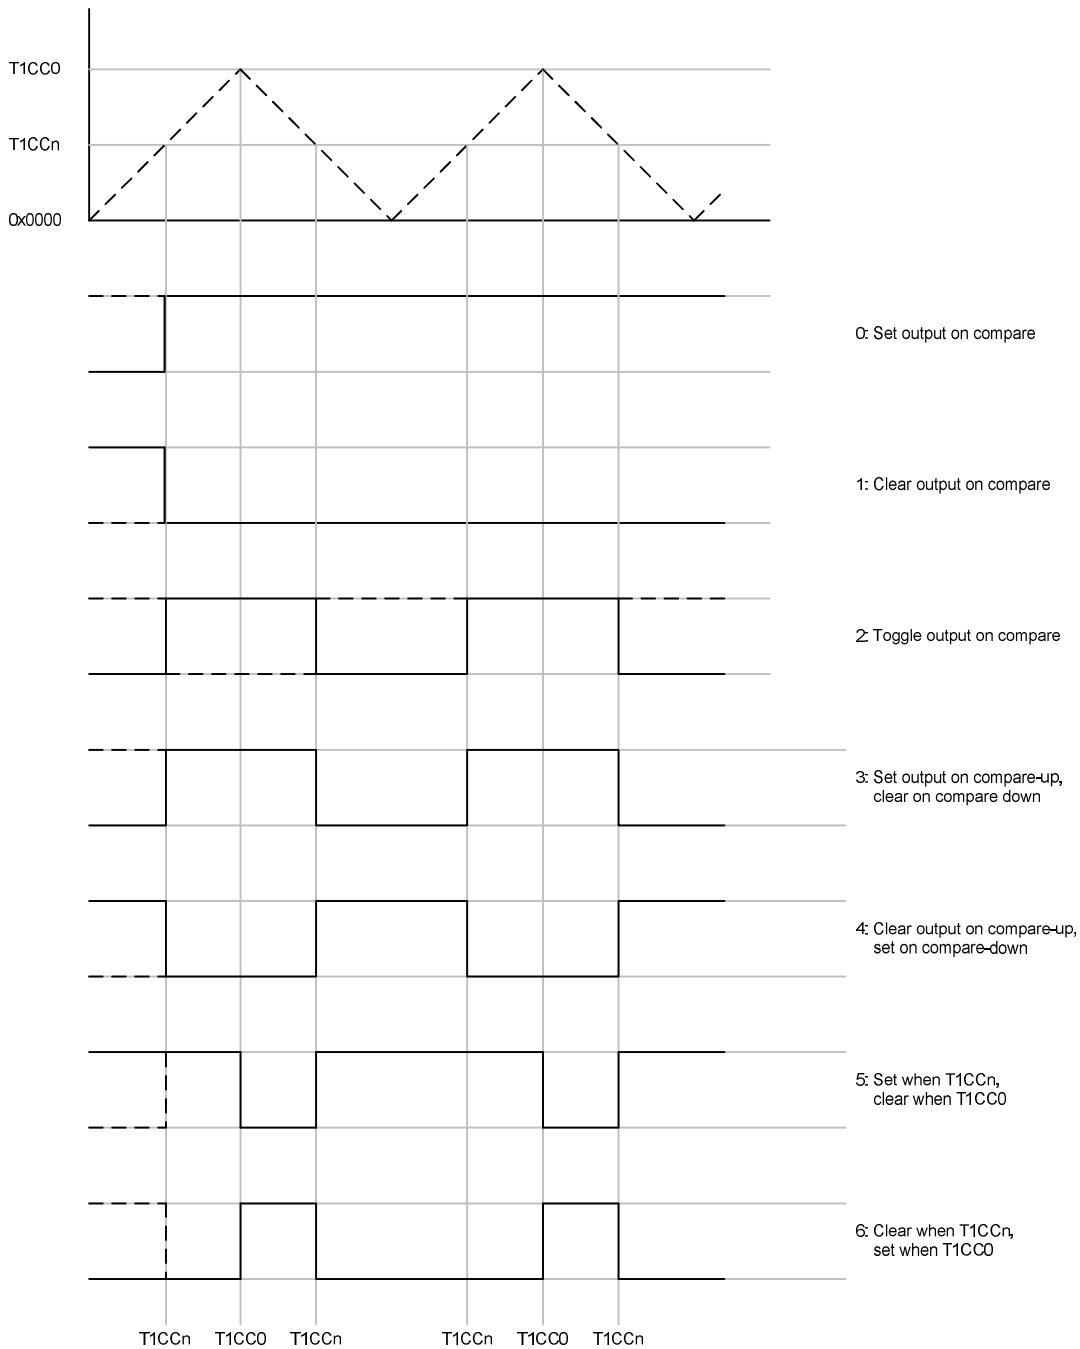 T1CC0
T1CCn
0x0000
0: Set output on compare
1: Clear output on compare
2: Toggle output on compare
3: Set output on compare-up,
clear on compare down
4: Clear output on compare-up,
set on compare-down
5: Set when T1CCn,
clear when T1CC0
6: Clear when T1CCn,
set when T1CC0
T1CCn T1CC0 T1CCn T1CCn T1CC0 T1CCn